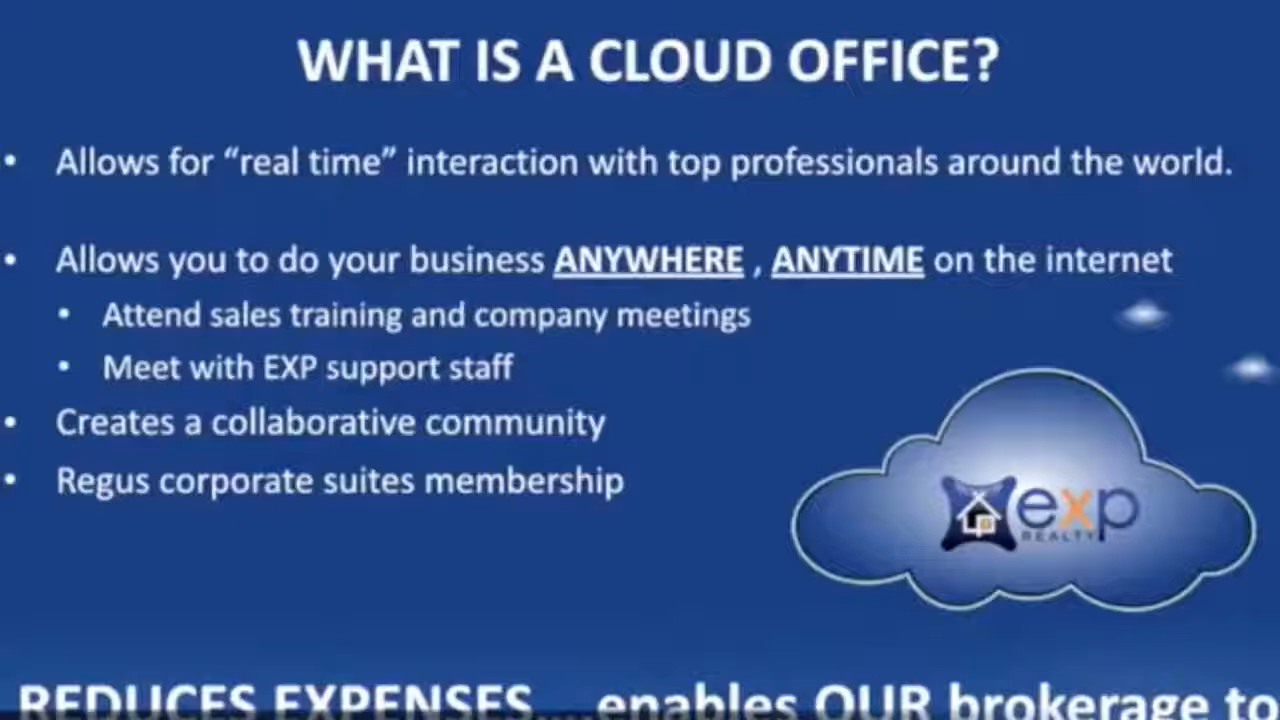 WHAT IS A CLOUD OFFICE?
• Allows for “real time” interaction with top professionals around the world.
• Allows you to do your business ANYWHERE , ANYTIME on the internet
• Attend sales training and company meetings
• Meet with EXP support staff
• Creates a collaborative community
• Regus corporate suites membership
exp
REALTY
REDUCES EXPENSES.....enables OUR brokerage to